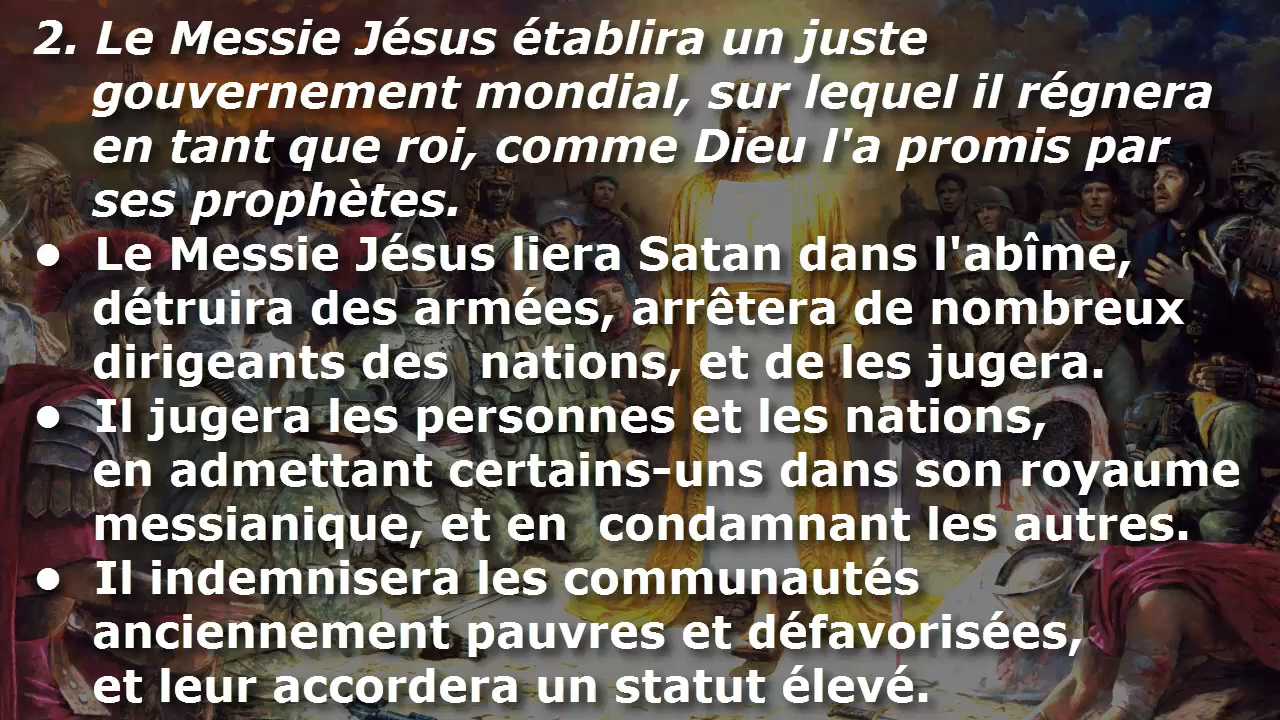 2. Le Messie Jésus établira un juste
gouvernement mondial, sur lequel il régnera
en tant que roi, comme Dieu l'a promis par
ses prophètes.
● Le Messie Jésus liera Satan dans l'abîme,
détruira des armées, arrêtera de nombreux
dirigeants des  nations, et de les jugera.
● Il jugera les personnes et les nations,
en admettant certains-uns dans son royaume
messianique, et en  condamnant les autres.
● Il indemnisera les communautés
anciennement pauvres et défavorisées,
et leur accordera un statut élevé.